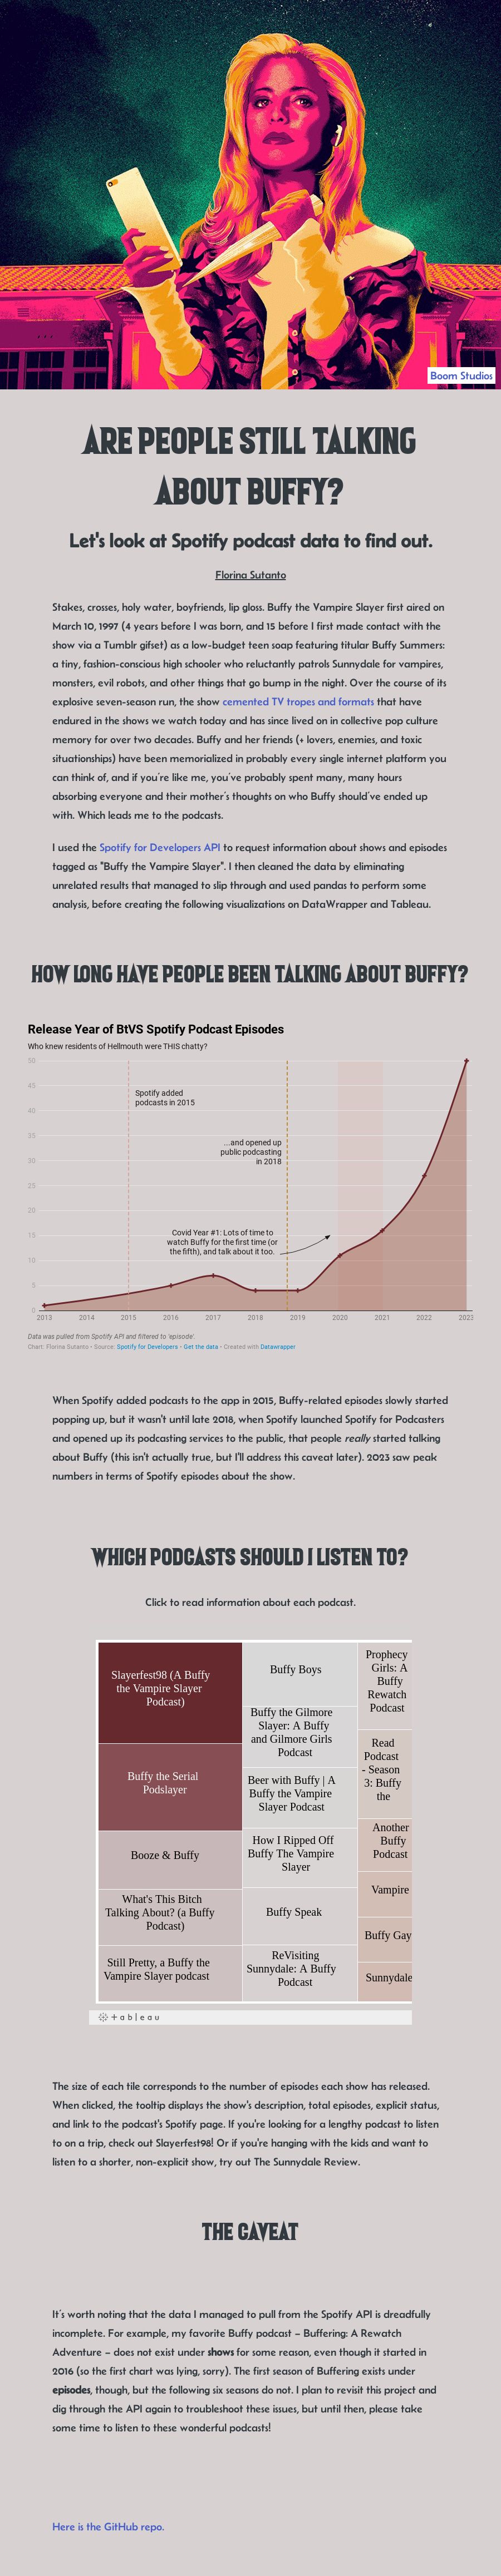 Boom Studios
ARE PEOPLE STILL TALKING
ABOUT BUFFY?
Let's look at Spotify podcast data to find out.
Florina Sutanto
Stakes, crosses, holy water, boyfriends, lip gloss. Buffy the Vampire Slayer first aired on
March 10, 1997 (4 years before I was born, and 15 before I first made contact with the
show via a Tumblr gifset) as a low-budget teen soap featuring titular Buffy Summers:
a tiny, fashion-conscious high schooler who reluctantly patrols Sunnydale for vampires,
monsters, evil robots, and other things that go bump in the night. Over the course of its
explosive seven-season run, the show cemented TV tropes and formats that have
endured in the shows we watch today and has since lived on in collective pop culture
memory for over two decades. Buffy and her friends (+ lovers, enemies, and toxic
situationships) have been memorialized in probably every single internet platform you
can think of, and if you're like me, you've probably spent many, many hours
absorbing everyone and their mother's thoughts on who Buffy should've ended up
with. Which leads me to the podcasts.
I used the Spotify for Developers API to request information about shows and episodes
tagged as "Buffy the Vampire Slayer". I then cleaned the data by eliminating
unrelated results that managed to slip through and used pandas to perform some
analysis, before creating the following visualizations on DataWrapper and Tableau.
HOW LONG HAVE PEOPLE BEEN TALKING ABOUT BUFFY?
Release Year of BtVS Spotify Podcast Episodes
Who knew residents of Hellmouth were THIS chatty?
50
45
Spotify added
podcasts in 2015
40
35
...and opened up
public podcasting
in 2018
30
25
20
15
Covid Year #1: Lots of time to
watch Buffy for the first time (or
the fifth), and talk about it too.
10
5
0
2013 2014 2015 2016 2017 2018 2019 2020 2021 2022 2023
Data was pulled from Spotify API and filtered to 'episode'.
Chart: Florina Sutanto • Source: Spotify for Developers • Get the data • Created with Datawrapper
When Spotify added podcasts to the app in 2015, Buffy-related episodes slowly started
popping up, but it wasn't until late 2018, when Spotify launched Spotify for Podcasters
and opened up its podcasting services to the public, that people really started talking
about Buffy (this isn't actually true, but I'll address this caveat later). 2023 saw peak
numbers in terms of Spotify episodes about the show.
WHICH PODCASTS SHOULD I LISTEN TO?
Click to read information about each podcast.
Slayerfest98 (A Buffy
the Vampire Slayer
Podcast)
Buffy the Serial
Podslayer
Booze & Buffy
What's This Bitch
Talking About? (a Buffy
Podcast)
Still Pretty, a Buffy the
Vampire Slayer podcast
Buffy Boys
Buffy the Gilmore
Slayer: A Buffy
and Gilmore Girls
Podcast
Beer with Buffy | A
Buffy the Vampire
Slayer Podcast
How I Ripped Off
Buffy The Vampire
Slayer
Buffy Speak
ReVisiting
Sunnydale: A Buffy
Podcast
Prophecy
Girls: A
Buffy
Rewatch
Podcast
Read
Podcast
- Season
3: Buffy
the
Another
Buffy
Podcast
Vampire
Buffy Gay
Sunnydale
+ableau
The size of each tile corresponds to the number of episodes each show has released.
When clicked, the tooltip displays the show's description, total episodes, explicit status,
and link to the podcast's Spotify page. If you're looking for a lengthy podcast to listen
to on a trip, check out Slayerfest98! Or if you're hanging with the kids and want to
listen to a shorter, non-explicit show, try out The Sunnydale Review.
THE CAVEAT
It's worth noting that the data I managed to pull from the Spotify API is dreadfully
incomplete. For example, my favorite Buffy podcast – Buffering: A Rewatch
Adventure – does not exist under shows for some reason, even though it started in
2016 (so the first chart was lying, sorry). The first season of Buffering exists under
episodes, though, but the following six seasons do not. I plan to revisit this project and
dig through the API again to troubleshoot these issues, but until then, please take
some time to listen to these wonderful podcasts!
Here is the GitHub repo.